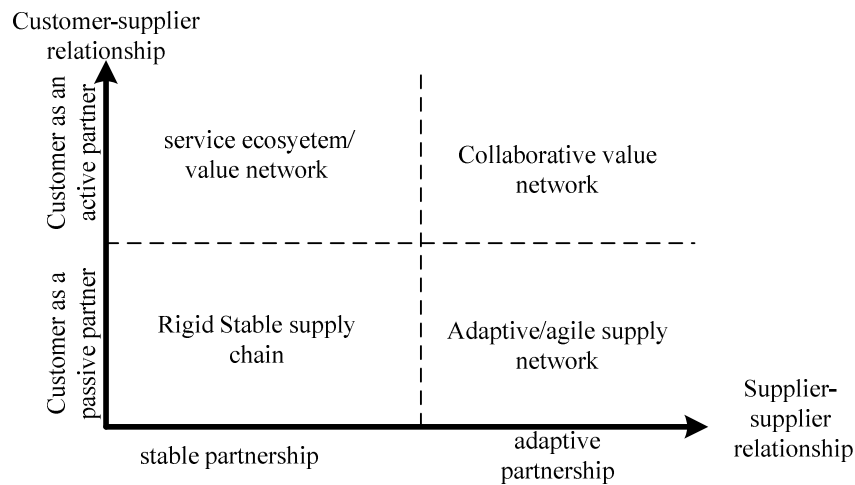 Customer-supplier
relationship
Customer as an
active partner
service ecosyetem/
value network
Collaborative value
network
Customer as a
passive partner
Rigid Stable supply
chain
Adaptive/agile supply
network
Supplier-
supplier
relationship
stable partnership
adaptive
partnership